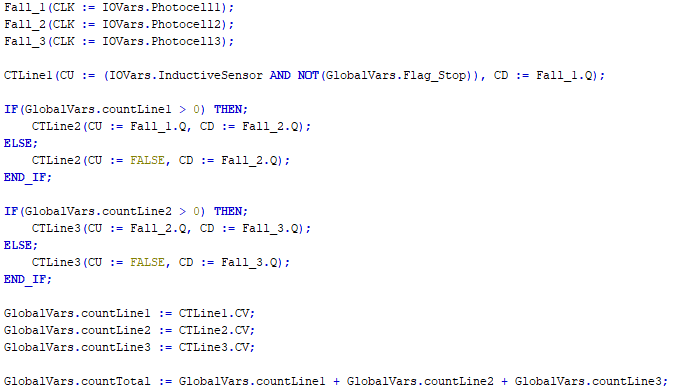 Fall_1(CLK := IOVars.Photocell1);
Fall_2(CLK := IOVars.Photocell2);
Fall_3(CLK := IOVars.Photocell3);
CTLine1(CU := (IOVars.InductiveSensor AND NOT(GlobalVars.Flag_Stop)), CD := Fall_1.Q);
IF(GlobalVars.countLine1 > 0) THEN;
CTLine2(CU := Fall_1.Q, CD := Fall_2.Q);
ELSE;
CTLine2(CU := FALSE, CD := Fall_2.Q);
END_IF;
IF(GlobalVars.countLine2 > 0) THEN;
CTLine3(CU := Fall_2.Q, CD := Fall_3.Q);
ELSE;
CTLine3(CU := FALSE, CD := Fall_3.Q);
END_IF;
GlobalVars.countLine1 := CTLine1.CV;
GlobalVars.countLine2 := CTLine2.CV;
GlobalVars.countLine3 := CTLine3.CV;
GlobalVars.countTotal := GlobalVars.countLine1 + GlobalVars.countLine2 + GlobalVars.countLine3;